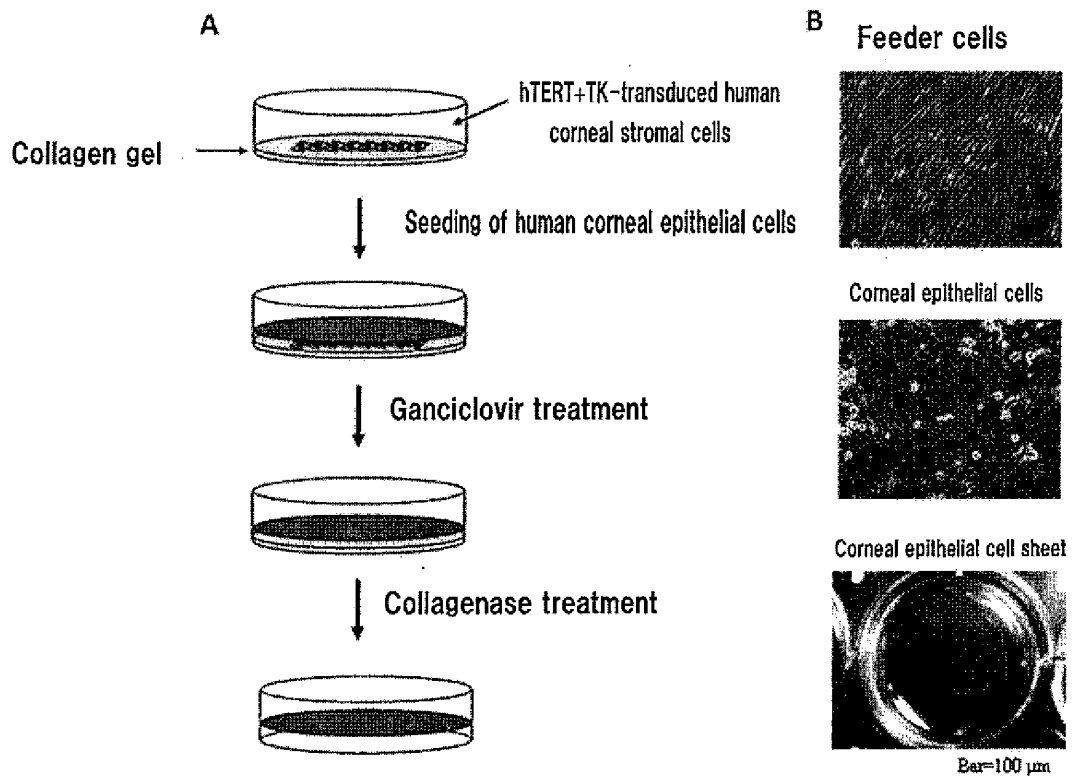 A
hTERT+TK-transduced human
corneal stromal cells
Collagen gel
Seeding of human corneal epithelial cells
Ganciclovir treatment
Collagenase treatment
B
Feeder cells
Corneal epithelial cells
Corneal epithelial cell sheet
Bar=100 μm